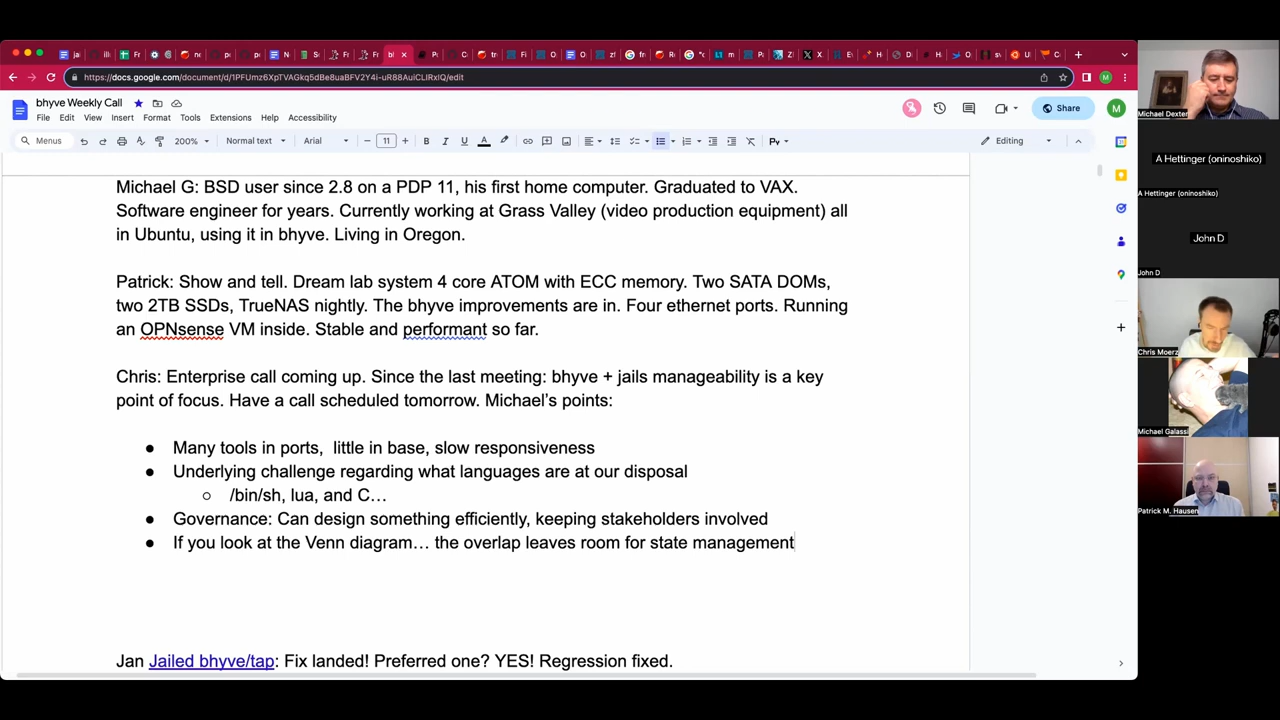 https://docs.google.com/document/d/1PFUmz6XpTVAGkq5dBe8uaBFV2Y4i-uR88AuiCLIRxIQ/edit
bhyve Weekly Call
File Edit View Insert Format Tools Extensions Help Accessibility
Share
M
Menus
200%
Normal text
Arial
11
Editing
Michael G: BSD user since 2.8 on a PDP 11, his first home computer. Graduated to VAX.
Software engineer for years. Currently working at Grass Valley (video production equipment) all
in Ubuntu, using it in bhyve. Living in Oregon.
Patrick: Show and tell. Dream lab system 4 core ATOM with ECC memory. Two SATA DOMs,
two 2TB SSDs, TrueNAS nightly. The bhyve improvements are in. Four ethernet ports. Running
an OPNsense VM inside. Stable and performant so far.
Chris: Enterprise call coming up. Since the last meeting: bhyve + jails manageability is a key
point of focus. Have a call scheduled tomorrow. Michael's points:
● Many tools in ports,  little in base, slow responsiveness
● Underlying challenge regarding what languages are at our disposal
○ /bin/sh, lua, and C…
● Governance: Can design something efficiently, keeping stakeholders involved
● If you look at the Venn diagram… the overlap leaves room for state management
Jan Jailed bhyve/tap: Fix landed! Preferred one? YES! Regression fixed.
Michael Dexter
A Hettinger (oninoshiko)
A Hettinger (oninoshiko)
John D
John D
Chris Moerz
Michael Galassi
Patrick M. Hausen